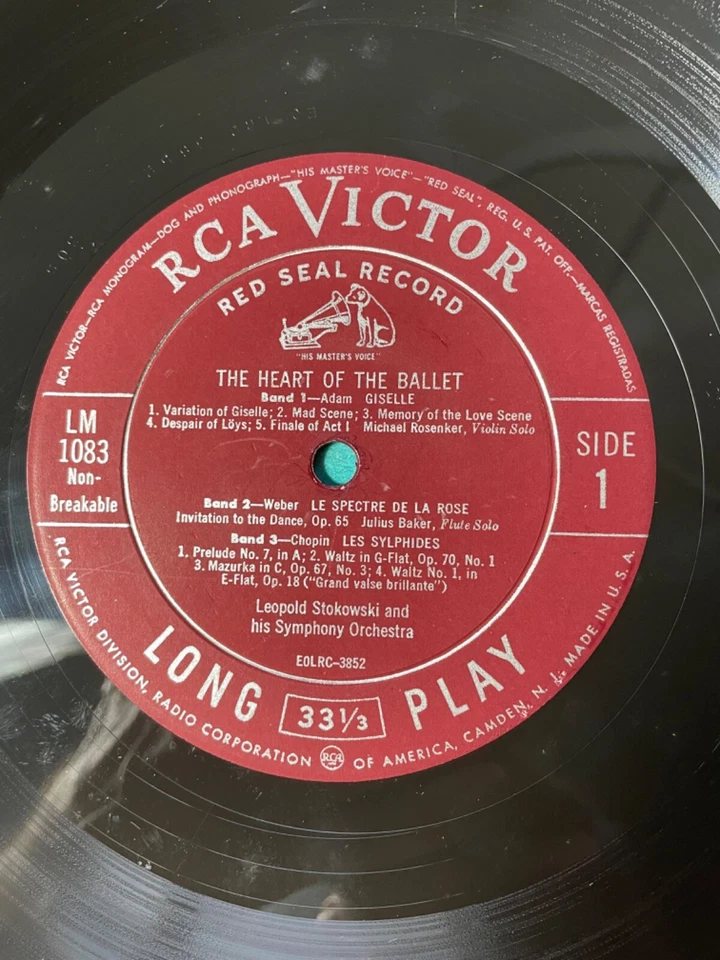 RCA VICTOR—RCA MONOGRAM—DOG AND PHONOGRAPH—"HIS MASTER'S VOICE"—"RED SEAL", REG. U. S. PAT. OFF.—MARCAS REGISTRADAS
RCA VICTOR
RED SEAL RECORD
"HIS MASTER'S VOICE"
THE HEART OF THE BALLET
Band 1—Adam GISELLE
1. Variation of Giselle; 2. Mad Scene; 3. Memory of the Love Scene
4. Despair of Löys; 5. Finale of Act I Michael Rosenker, Violin Solo
LM
1083
Non-
Breakable
SIDE
1
Band 2—Weber LE SPECTRE DE LA ROSE
Invitation to the Dance, Op. 65 Julius Baker, Flute Solo
Band 3—Chopin LES SYLPHIDES
1. Prelude No. 7, in A; 2. Waltz in G-Flat, Op. 70, No. 1
3. Mazurka in C, Op. 67, No. 3; 4. Waltz No. 1, in
E-Flat, Op. 18 ("Grand valse brillante")
Leopold Stokowski and
his Symphony Orchestra
E0LRC-3852
LONG 33 1/3 PLAY
RCA VICTOR DIVISION, RADIO CORPORATION RCA OF AMERICA, CAMDEN, N. J. MADE IN U. S. A.